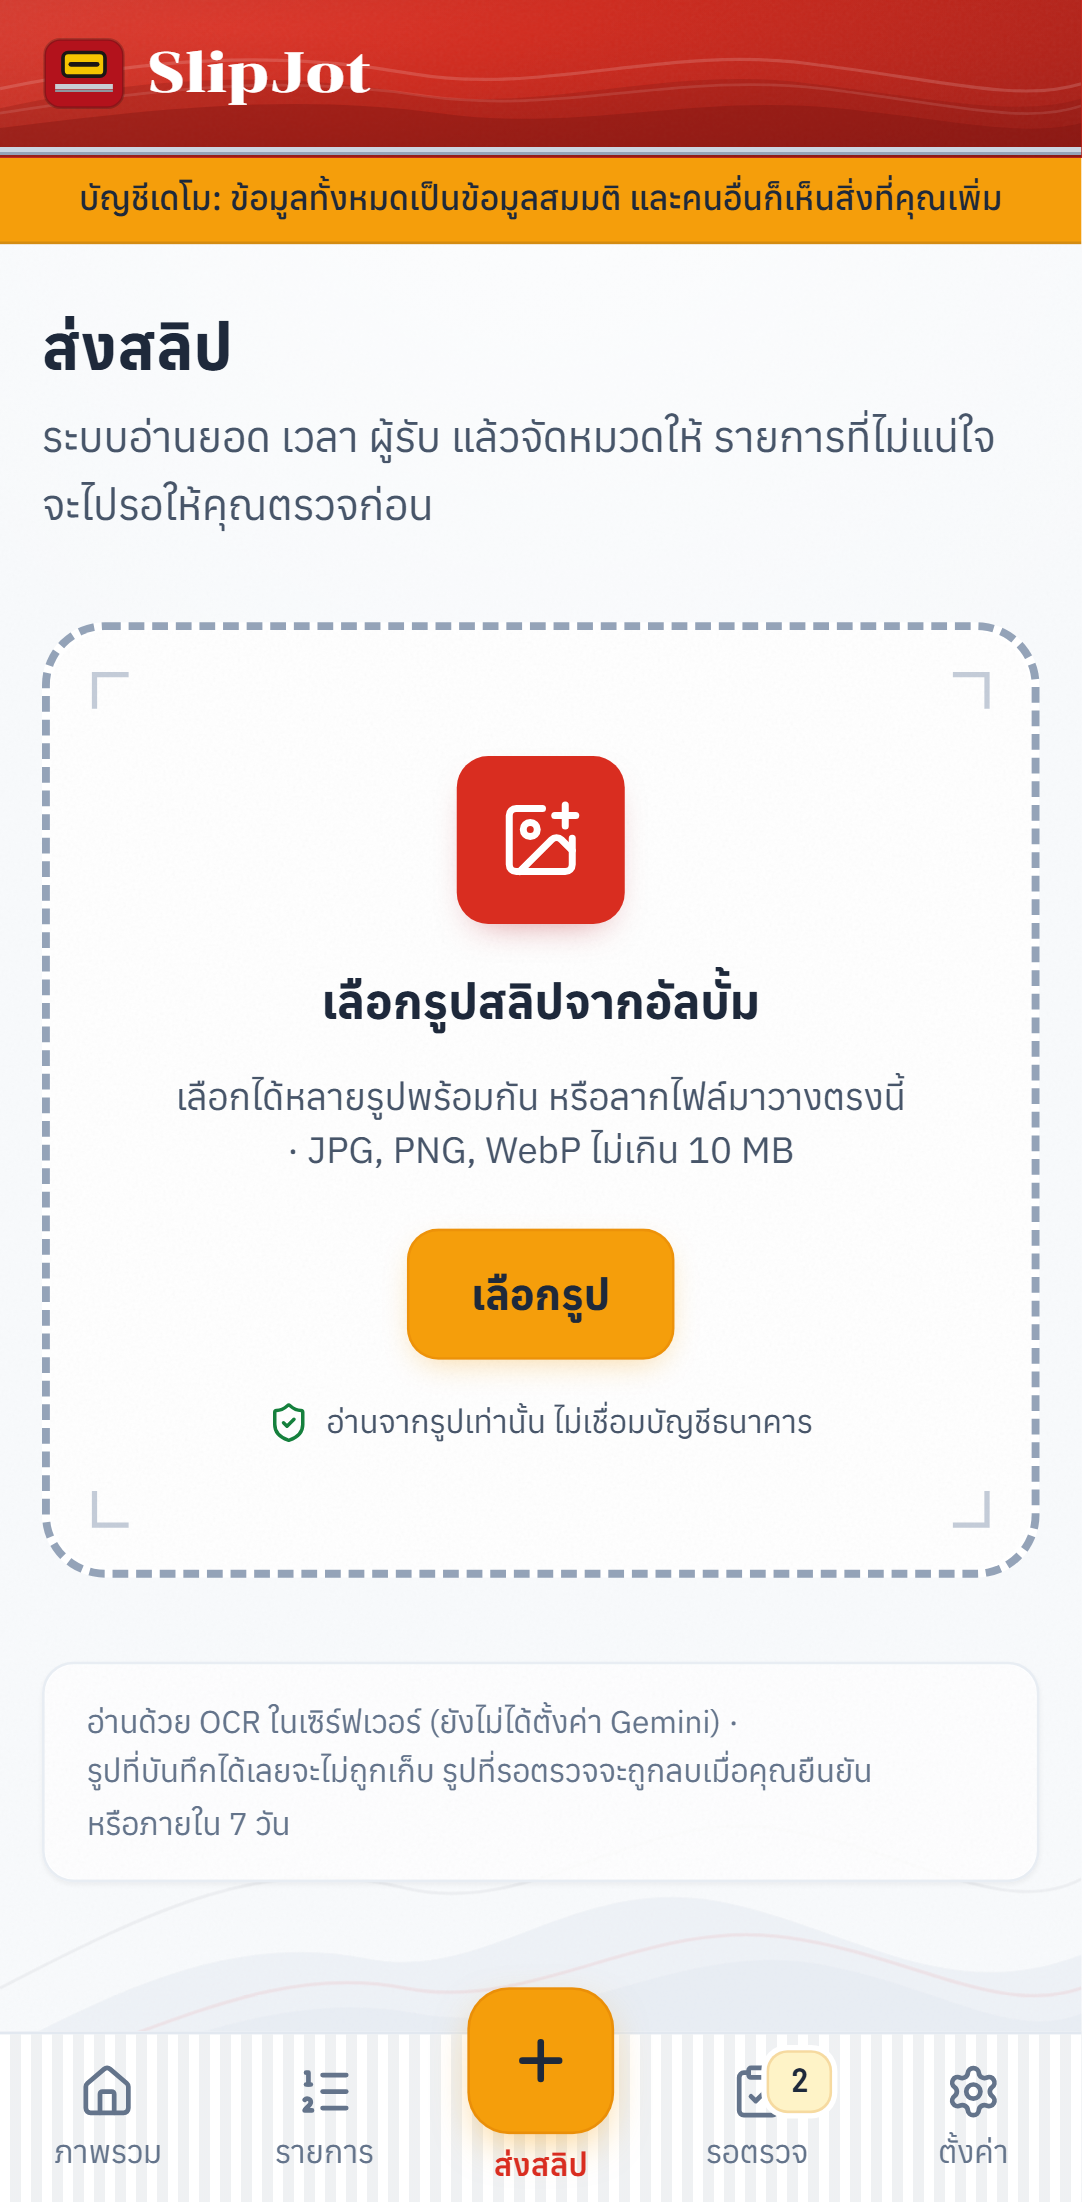 SlipJot
บัญชีเดโม: ข้อมูลทั้งหมดเป็นข้อมูลสมมติ และคนอื่นก็เห็นสิ่งที่คุณเพิ่ม
ส่งสลิป
ระบบอ่านยอด เวลา ผู้รับ แล้วจัดหมวดให้ รายการที่ไม่แน่ใจ
จะไปรอให้คุณตรวจก่อน
เลือกรูปสลิปจากอัลบั้ม
เลือกได้หลายรูปพร้อมกัน หรือลากไฟล์มาวางตรงนี้
· JPG, PNG, WebP ไม่เกิน 10 MB
เลือกรูป
อ่านจากรูปเท่านั้น ไม่เชื่อมบัญชีธนาคาร
อ่านด้วย OCR ในเซิร์ฟเวอร์ (ยังไม่ได้ตั้งค่า Gemini) ·
รูปที่บันทึกได้เลยจะไม่ถูกเก็บ รูปที่รอตรวจจะถูกลบเมื่อคุณยืนยัน
หรือภายใน 7 วัน
2
ภาพรวม
รายการ
ส่งสลิป
รอตรวจ
ตั้งค่า